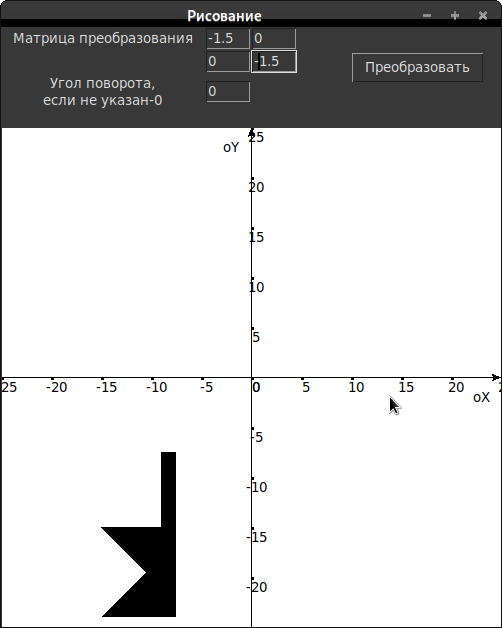 Рисование
Матрица преобразования -1.5 0
0 -1.5
Преобразовать
Угол поворота,
если не указан-0
0
25
oY
20
15
10
5
25 -20 -15 -10 -5 0 5 10 15 20
oX
-5
-10
-15
-20